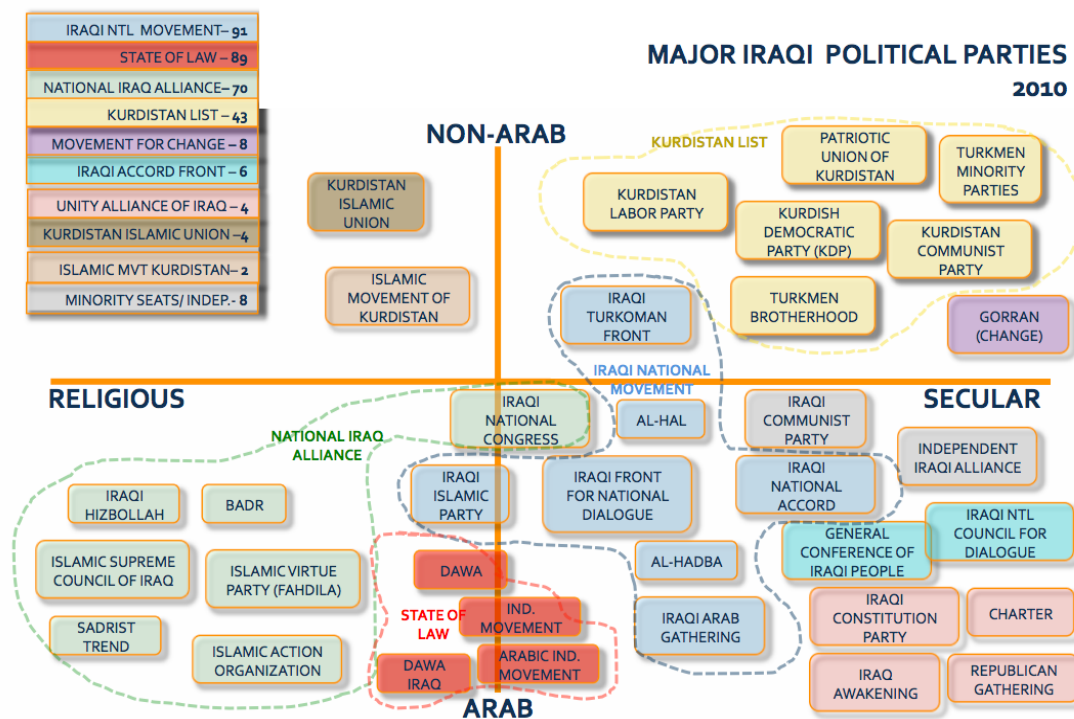 IRAQI NTL MOVEMENT– 91
STATE OF LAW – 89
NATIONAL IRAQ ALLIANCE– 70
KURDISTAN LIST – 43
MOVEMENT FOR CHANGE – 8
IRAQI ACCORD FRONT – 6
UNITY ALLIANCE OF IRAQ – 4
KURDISTAN ISLAMIC UNION –4
ISLAMIC MVT KURDISTAN– 2
MINORITY SEATS/ INDEP.- 8
MAJOR IRAQI POLITICAL PARTIES
2010
NON-ARAB
KURDISTAN LIST
PATRIOTIC
UNION OF
KURDISTAN
TURKMEN
MINORITY
PARTIES
KURDISTAN
ISLAMIC
UNION
KURDISTAN
LABOR PARTY
KURDISH
DEMOCRATIC
PARTY (KDP)
KURDISTAN
COMMUNIST
PARTY
ISLAMIC
MOVEMENT OF
KURDISTAN
IRAQI
TURKOMAN
FRONT
TURKMEN
BROTHERHOOD
GORRAN
(CHANGE)
IRAQI NATIONAL
MOVEMENT
RELIGIOUS
SECULAR
IRAQI
NATIONAL
CONGRESS
AL-HAL
IRAQI
COMMUNIST
PARTY
NATIONAL IRAQ
ALLIANCE
INDEPENDENT
IRAQI ALLIANCE
IRAQI
HIZBOLLAH
BADR
IRAQI
ISLAMIC
PARTY
IRAQI FRONT
FOR NATIONAL
DIALOGUE
IRAQI
NATIONAL
ACCORD
IRAQI NTL
COUNCIL FOR
DIALOGUE
GENERAL
CONFERENCE OF
IRAQI PEOPLE
ISLAMIC SUPREME
COUNCIL OF IRAQ
ISLAMIC VIRTUE
PARTY (FAHDILA)
DAWA
AL-HADBA
STATE OF
LAW
IND.
MOVEMENT
IRAQI ARAB
GATHERING
IRAQI
CONSTITUTION
PARTY
CHARTER
SADRIST
TREND
ISLAMIC ACTION
ORGANIZATION
DAWA
IRAQ
ARABIC IND.
MOVEMENT
IRAQ
AWAKENING
REPUBLICAN
GATHERING
ARAB